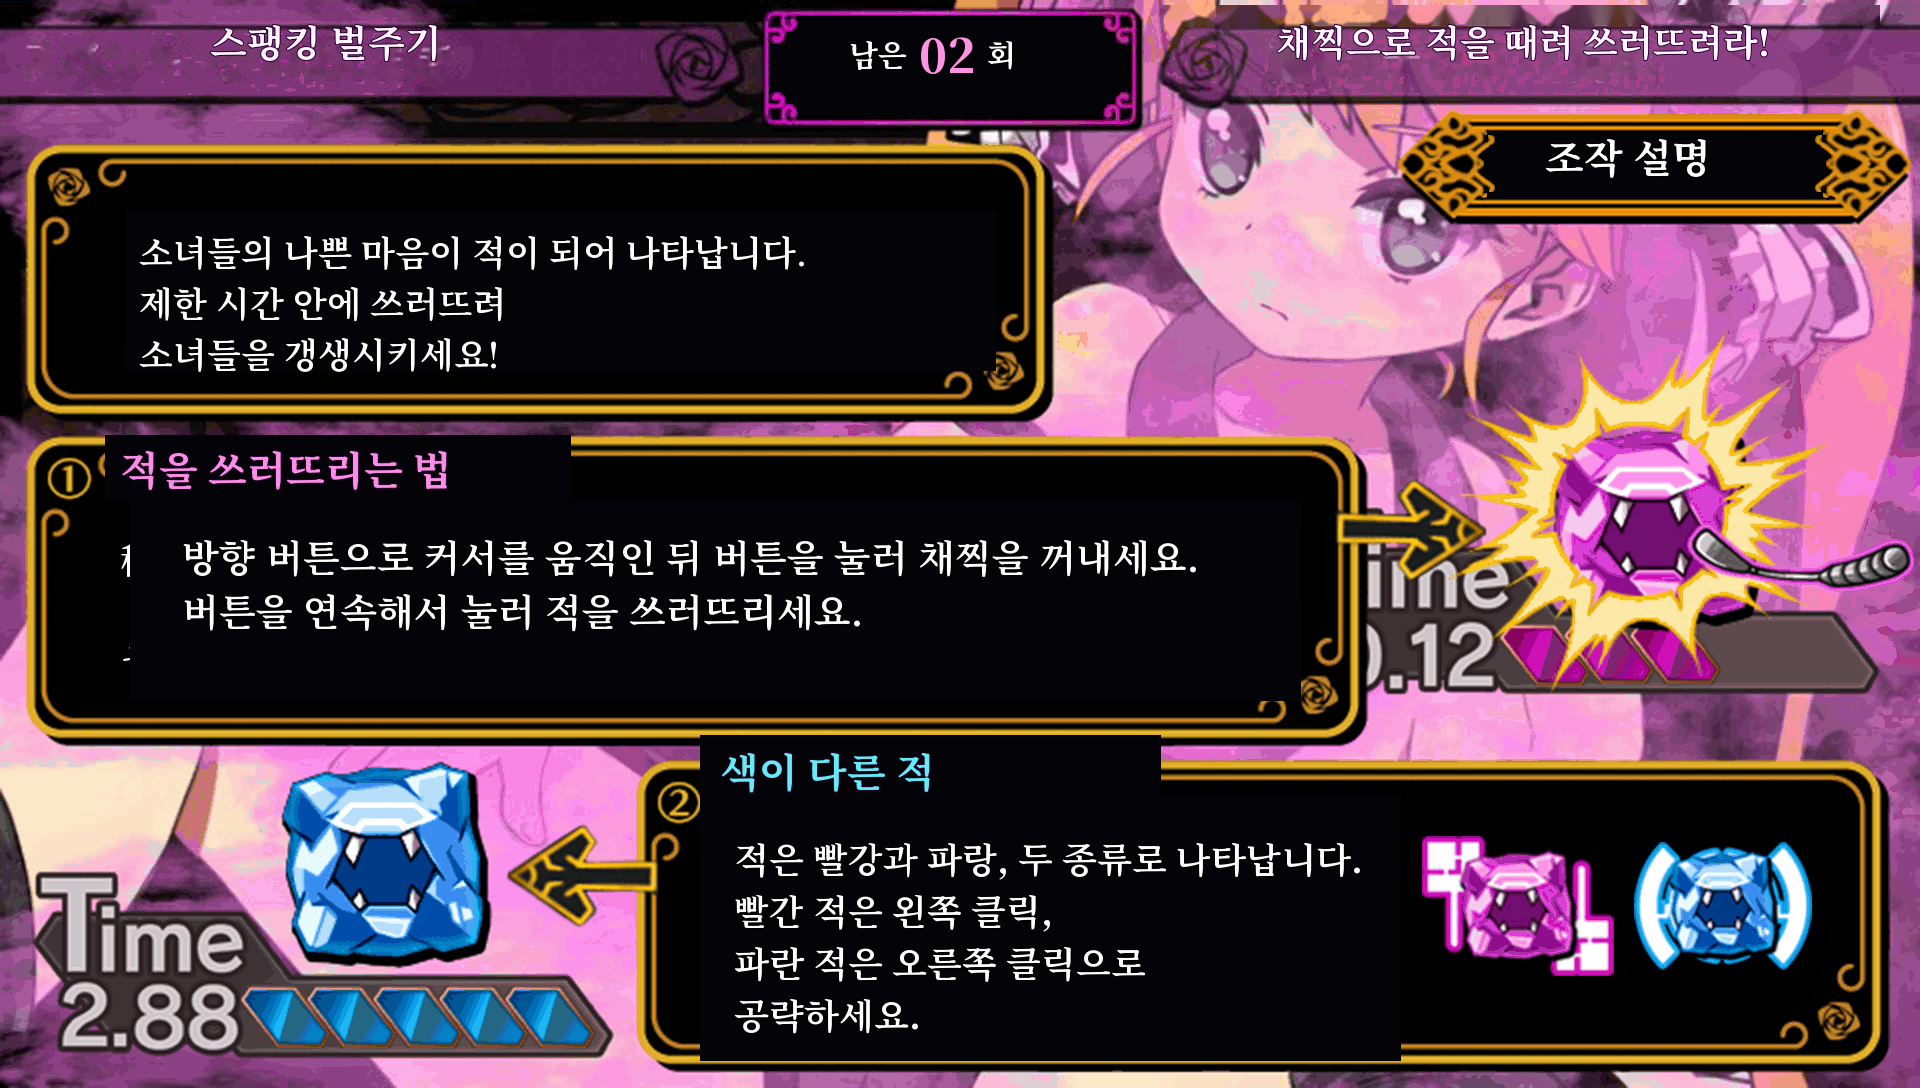 스팽킹 벌주기
남은 02 회
채찍으로 적을 때려 쓰러뜨려라!
조작 설명
소녀들의 나쁜 마음이 적이 되어 나타납니다.
제한 시간 안에 쓰러뜨려
소녀들을 갱생시키세요!
① 적을 쓰러뜨리는 법
방향 버튼으로 커서를 움직인 뒤 버튼을 눌러 채찍을 꺼내세요.
버튼을 연속해서 눌러 적을 쓰러뜨리세요.
ime
0.12
② 색이 다른 적
적은 빨강과 파랑, 두 종류로 나타납니다.
빨간 적은 왼쪽 클릭,
파란 적은 오른쪽 클릭으로
공략하세요.
Time
2.88